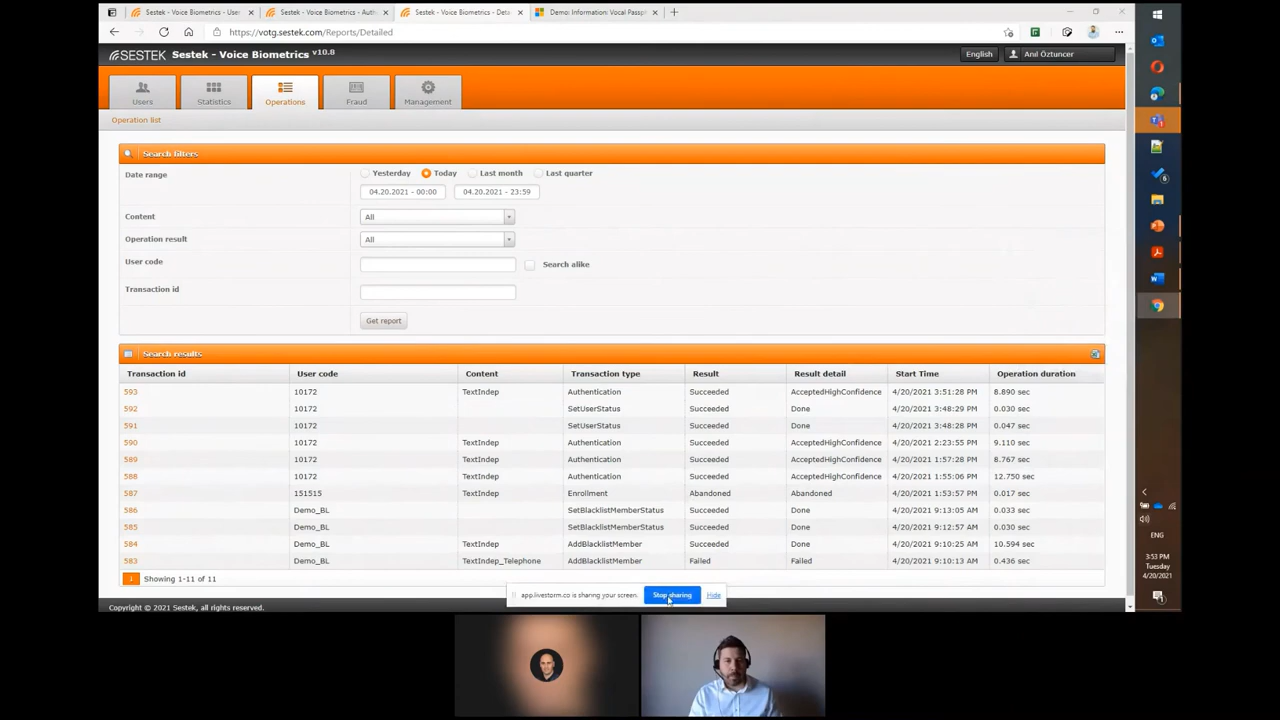 Sestek - Voice Biometrics - User
Sestek - Voice Biometrics - Auth
Sestek - Voice Biometrics - Deta
Demo: Information: Vocal Passp
https://votg.sestek.com/Reports/Detailed
SESTEK Sestek - Voice Biometrics v10.8
English
Anıl Öztuncer
Users
Statistics
Operations
Fraud
Management
Operation list
Search filters
Date range
Yesterday Today Last month Last quarter
04.20.2021 - 00:00 04.20.2021 - 23:59
Content All
Operation result All
User code Search alike
Transaction id
Get report
Search results
Transaction id User code Content Transaction type Result Result detail Start Time Operation duration
593 10172 TextIndep Authentication Succeeded AcceptedHighConfidence 4/20/2021 3:51:28 PM 8.890 sec
592 10172 SetUserStatus Succeeded Done 4/20/2021 3:48:29 PM 0.030 sec
591 10172 SetUserStatus Succeeded Done 4/20/2021 3:48:28 PM 0.047 sec
590 10172 TextIndep Authentication Succeeded AcceptedHighConfidence 4/20/2021 2:23:55 PM 9.110 sec
589 10172 TextIndep Authentication Succeeded AcceptedHighConfidence 4/20/2021 1:57:28 PM 8.767 sec
588 10172 TextIndep Authentication Succeeded AcceptedHighConfidence 4/20/2021 1:55:06 PM 12.750 sec
587 151515 TextIndep Enrollment Abandoned Abandoned 4/20/2021 1:53:57 PM 0.017 sec
586 Demo_BL SetBlacklistMemberStatus Succeeded Done 4/20/2021 9:13:05 AM 0.033 sec
585 Demo_BL SetBlacklistMemberStatus Succeeded Done 4/20/2021 9:12:57 AM 0.030 sec
584 Demo_BL TextIndep AddBlacklistMember Succeeded Done 4/20/2021 9:10:25 AM 10.594 sec
583 Demo_BL TextIndep_Telephone AddBlacklistMember Failed Failed 4/20/2021 9:10:13 AM 0.436 sec
1 Showing 1-11 of 11
app.livestorm.co is sharing your screen. Stop sharing Hide
Copyright © 2021 Sestek, all rights reserved.
ENG
3:53 PM
Tuesday
4/20/2021